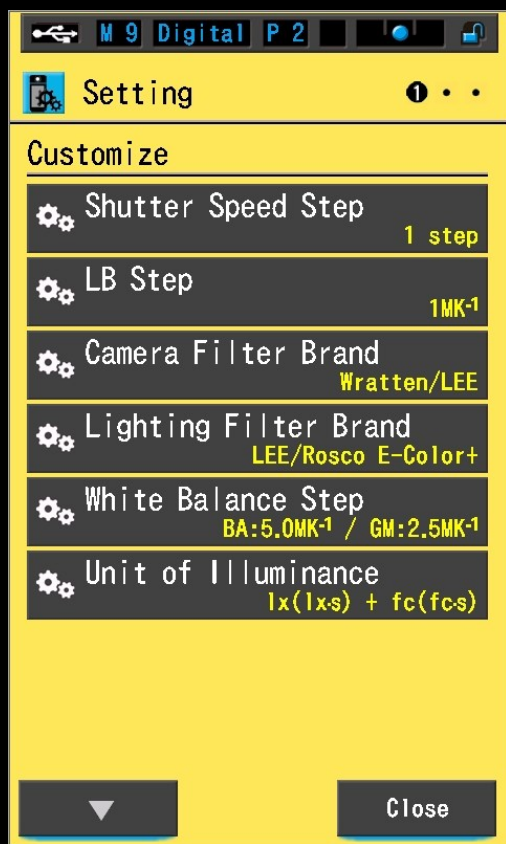 M 9 Digital P 2
Setting
❶ • •
Customize
Shutter Speed Step
1 step
LB Step
1MK-1
Camera Filter Brand
Wratten/LEE
Lighting Filter Brand
LEE/Rosco E-Color+
White Balance Step
BA:5.0MK-1 / GM:2.5MK-1
Unit of Illuminance
lx(lx·s) + fc(fc·s)
▼
Close